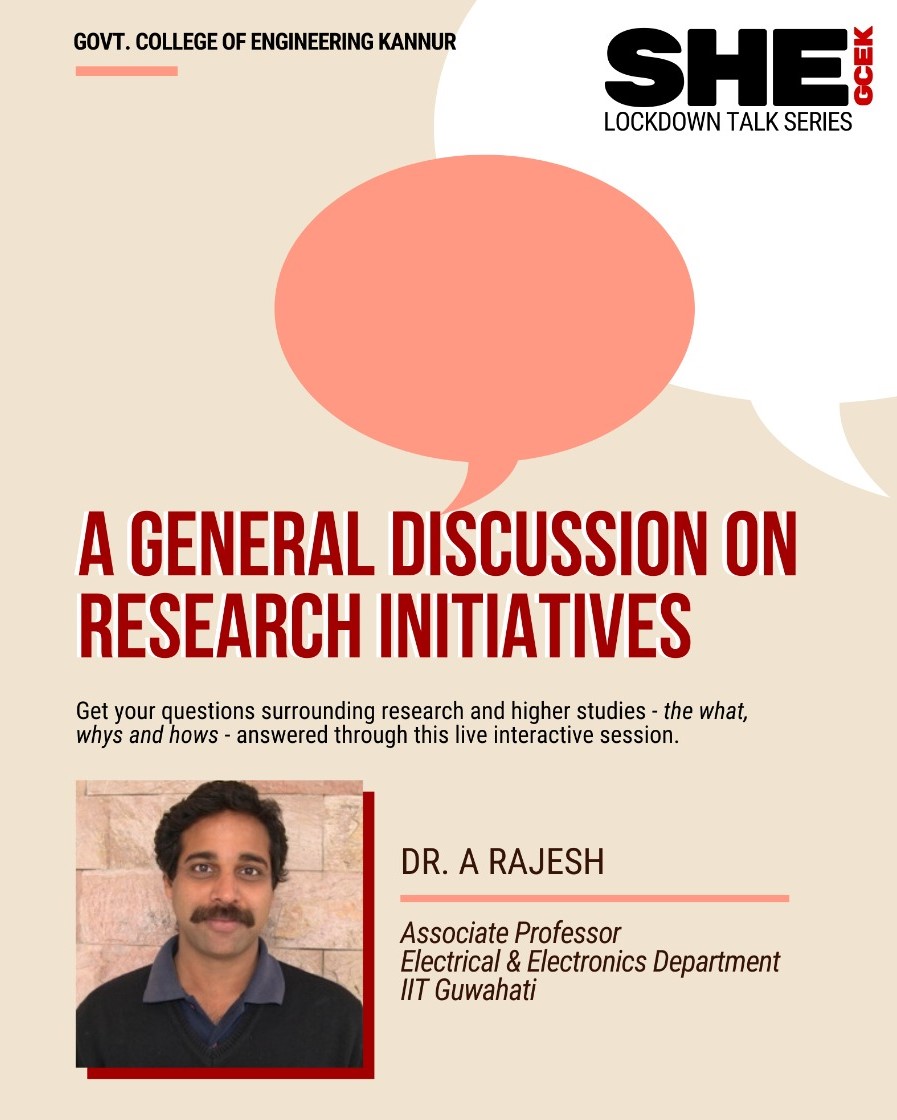 GOVT. COLLEGE OF ENGINEERING KANNUR
SHE
GCEK
LOCKDOWN TALK SERIES
A GENERAL DISCUSSION ON
RESEARCH INITIATIVES
Get your questions surrounding research and higher studies - the what,
whys and hows - answered through this live interactive session.
DR. A RAJESH
Associate Professor
Electrical & Electronics Department
IIT Guwahati